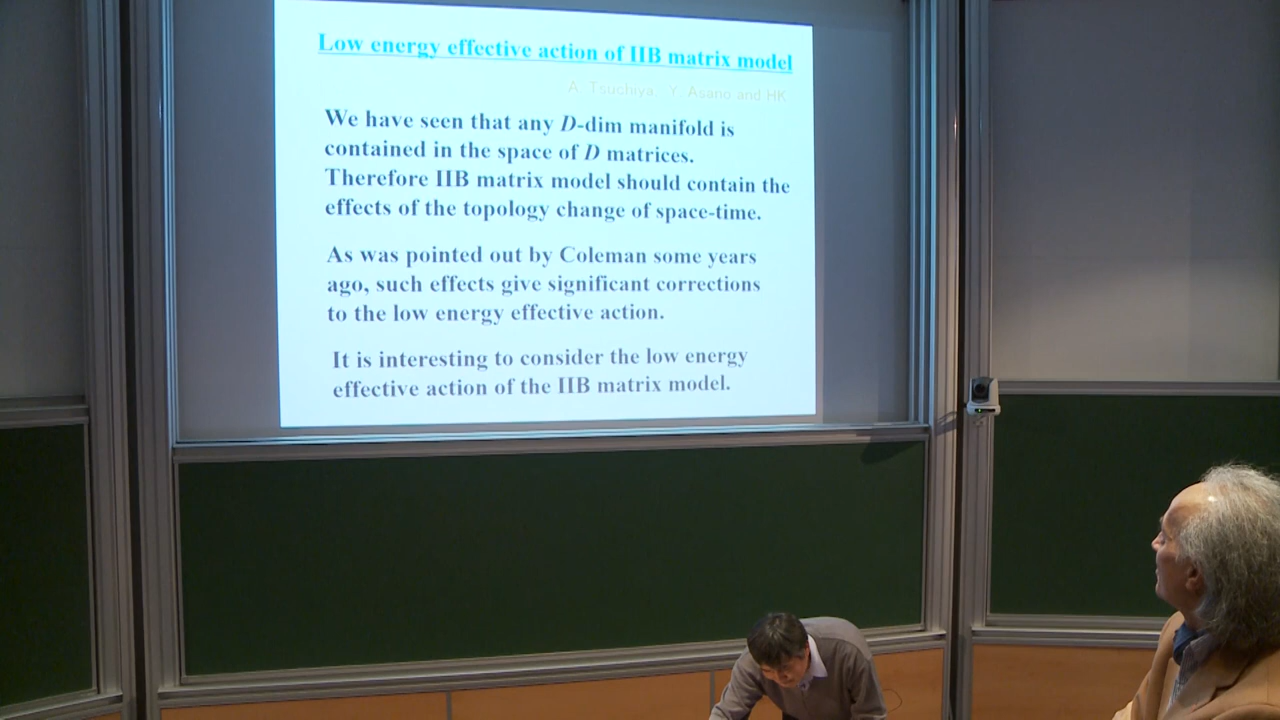 Low energy effective action of IIB matrix model
A. Tsuchiya, Y. Asano and HK
We have seen that any D-dim manifold is
contained in the space of D matrices.
Therefore IIB matrix model should contain the
effects of the topology change of space-time.
As was pointed out by Coleman some years
ago, such effects give significant corrections
to the low energy effective action.
It is interesting to consider the low energy
effective action of the IIB matrix model.